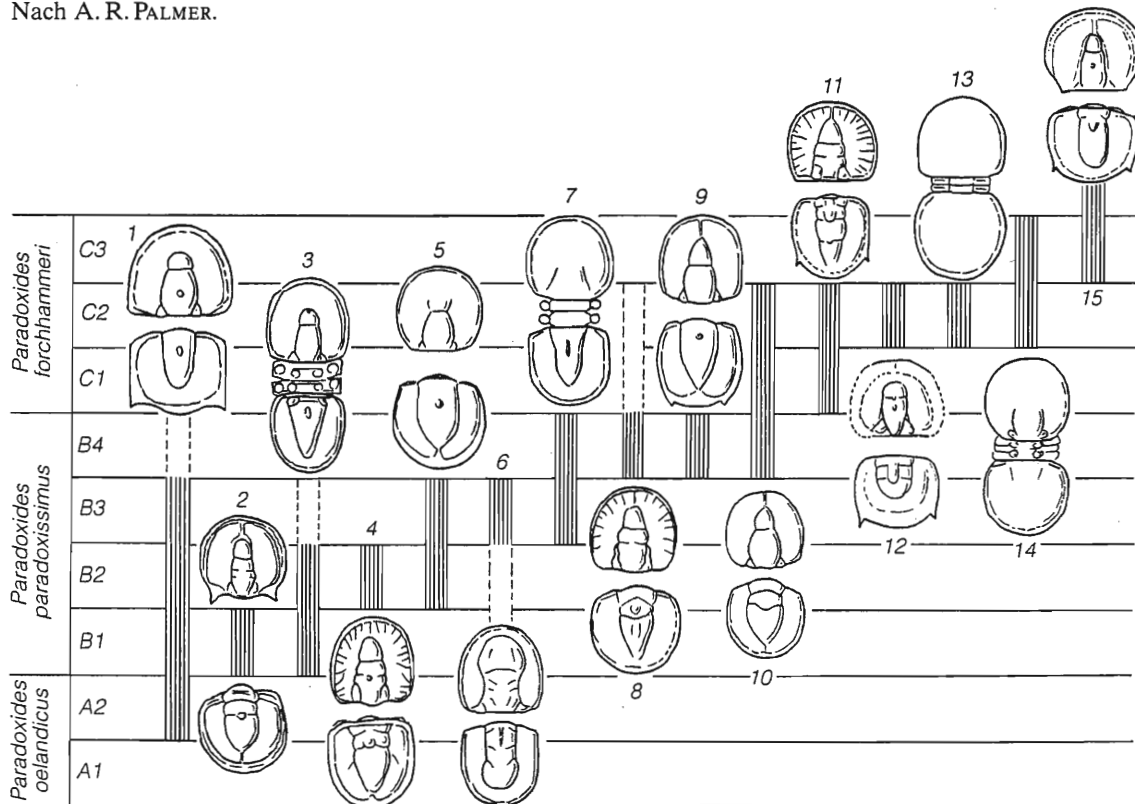 Nach A. R. PALMER.
11
13
7
9
1
3
5
15
Paradoxides
forchhammeri
C3
C2
C1
Paradoxides
paradoxissimus
B4
B3
B2
B1
2
4
6
8
10
12
14
Paradoxides
oelandicus
A2
A1